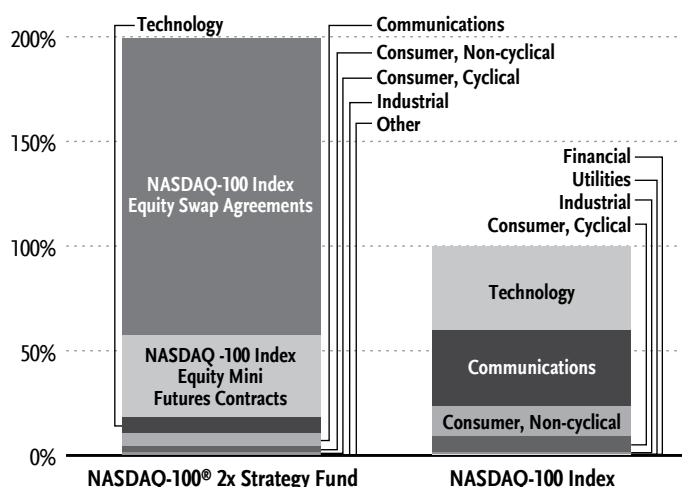 Technology
Communications
200%
Consumer, Non-cyclical
Consumer, Cyclical
Industrial
Other
150%
Financial
NASDAQ-100 Index
Equity Swap Agreements
Utilities
Industrial
Consumer, Cyclical
100%
Technology
50%
NASDAQ -100 Index
Equity Mini
Futures Contracts
Communications
Consumer, Non-cyclical
0%
NASDAQ-100® 2x Strategy Fund
NASDAQ-100 Index